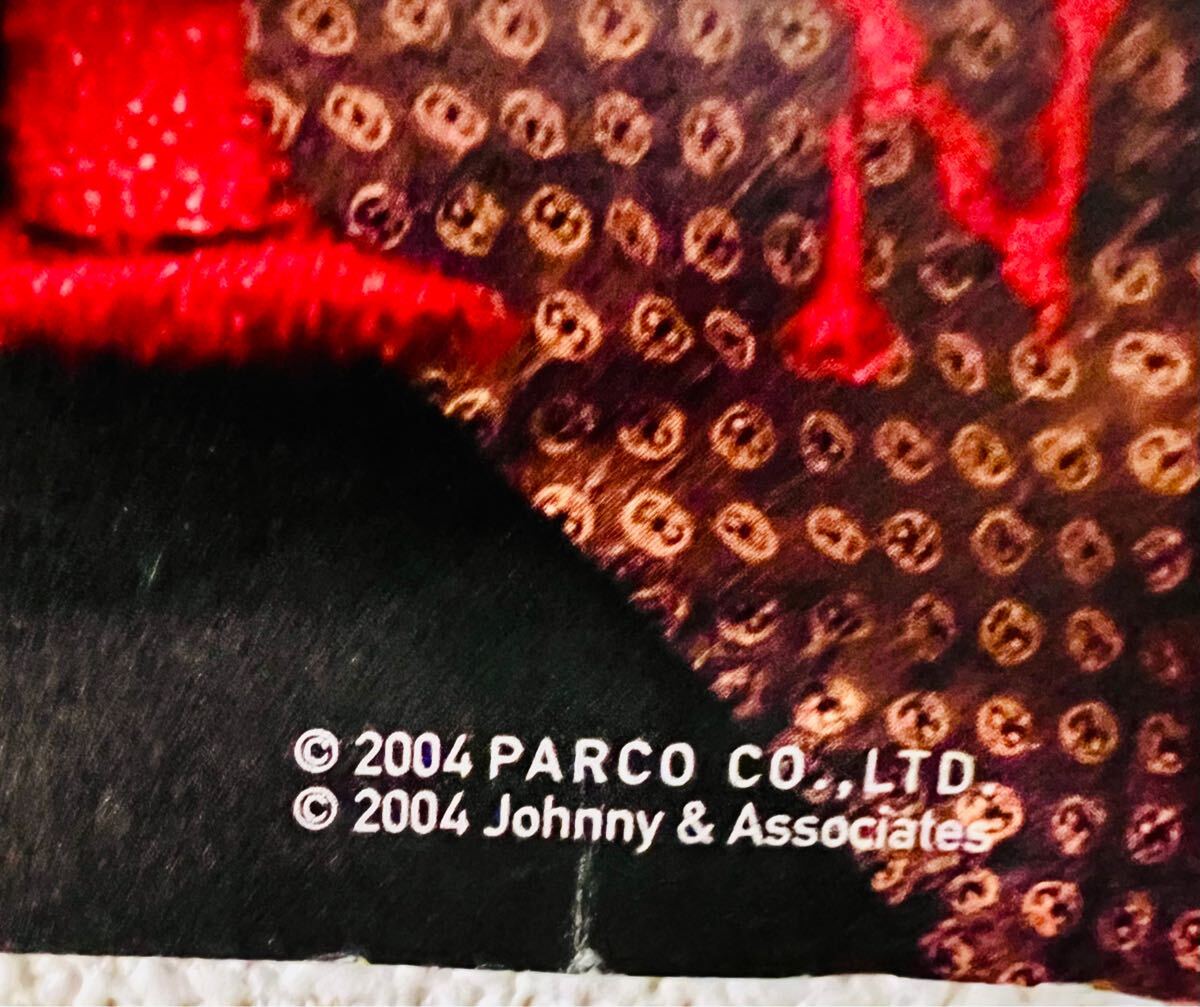 N
© 2004 PARCO CO.,LTD.
© 2004 Johnny & Associates